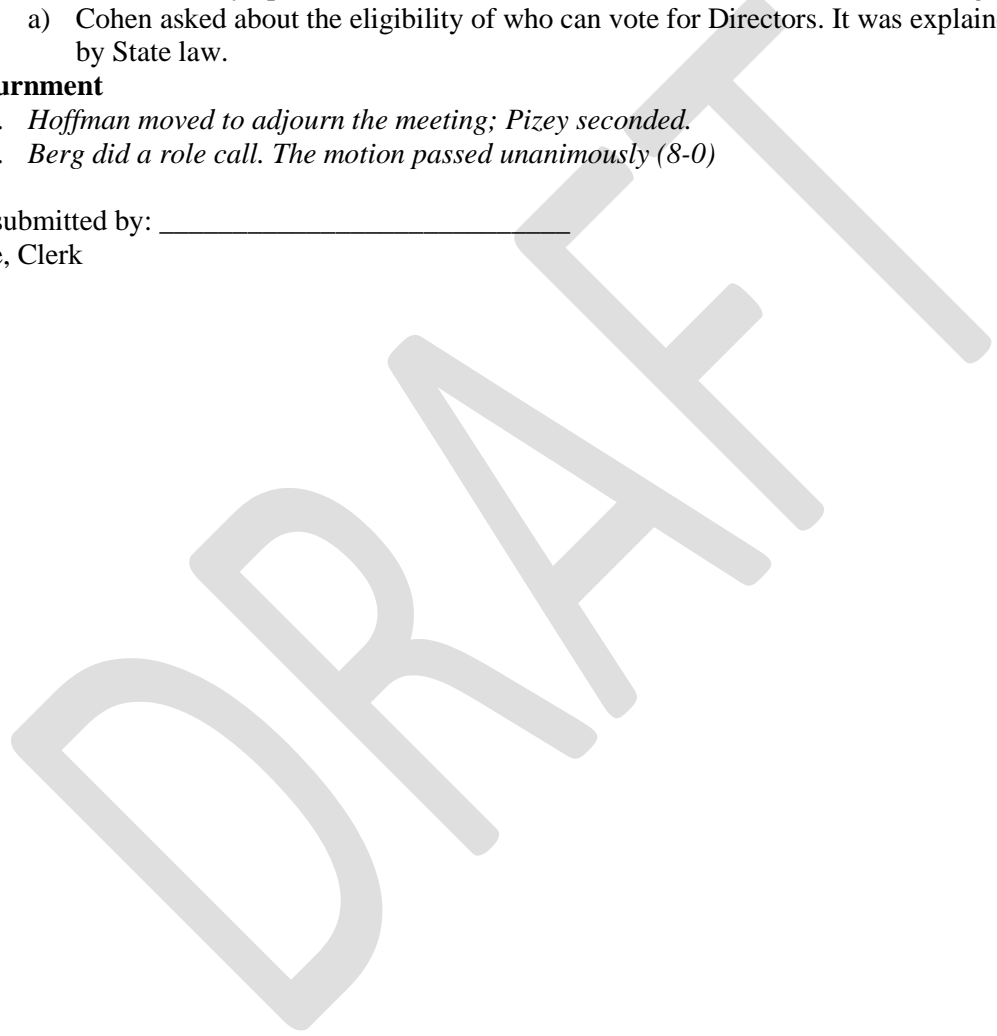 a) Cohen asked about the eligibility of who can vote for Directors. It was explaine
by State law.
urnment
. Hoffman moved to adjourn the meeting; Pizey seconded.
. Berg did a role call. The motion passed unanimously (8-0)
submitted by: ____________________________
e, Clerk
DRAFT